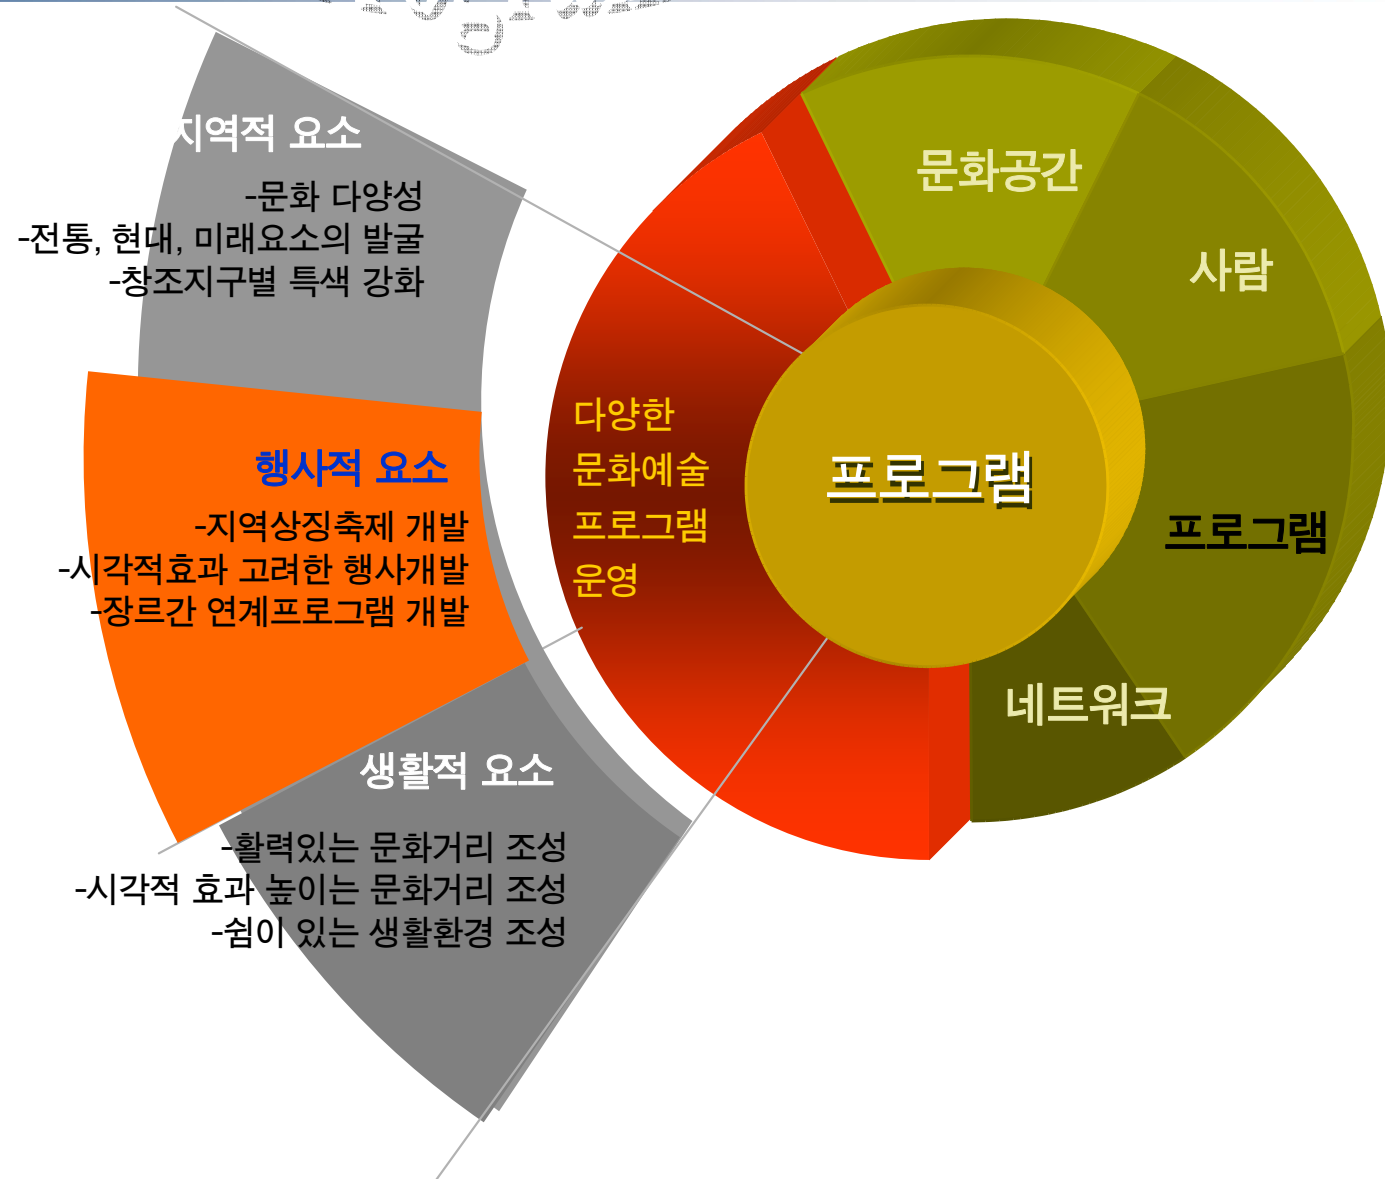 지역적 요소
-문화 다양성
-전통, 현대, 미래요소의 발굴
-창조지구별 특색 강화
행사적 요소
-지역상징축제 개발
-시각적효과 고려한 행사개발
-장르간 연계프로그램 개발
생활적 요소
-활력있는 문화거리 조성
-시각적 효과 높이는 문화거리 조성
-쉼이 있는 생활환경 조성
다양한
문화예술
프로그램
운영
프로그램
문화공간
사람
프로그램
네트워크